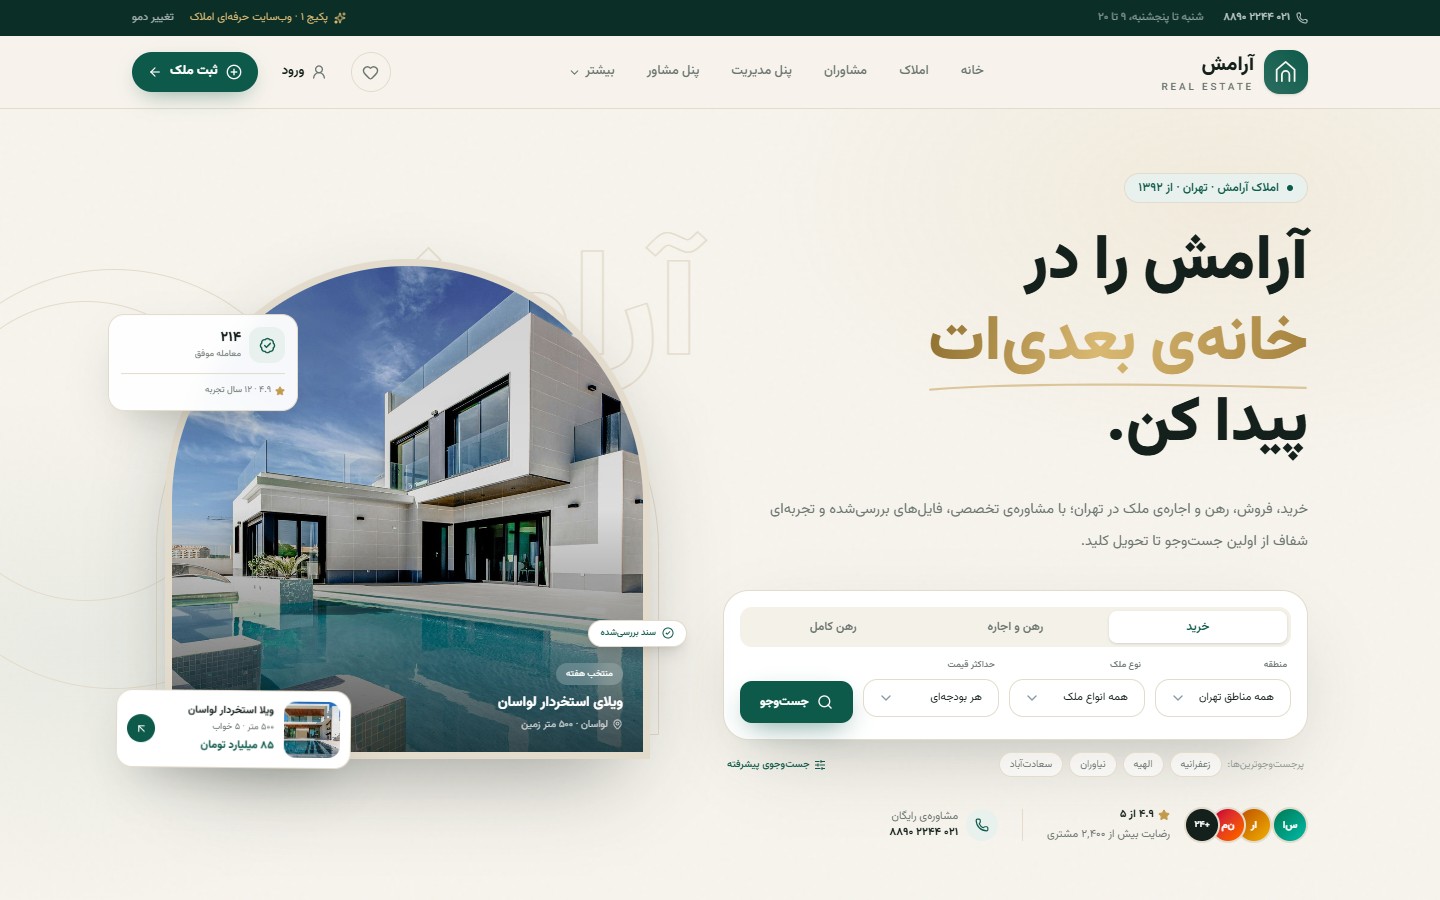 ۰۲۱ ۲۲۴۴ ۸۸۹۰
شنبه تا پنجشنبه، ۹ تا ۲۰
پکیج ۱ · وب‌سایت حرفه‌ای املاک
تغییر دمو
آرامش
REAL ESTATE
خانه
املاک
مشاوران
پنل مدیریت
پنل مشاور
بیشتر
ورود
ثبت ملک
املاک آرامش · تهران · از ۱۳۹۲
آرامش را در
خانه‌ی بعدی‌ات
پیدا کن.
خرید، فروش، رهن و اجاره‌ی ملک در تهران؛ با مشاوره‌ی تخصصی، فایل‌های بررسی‌شده و تجربه‌ای
شفاف از اولین جست‌وجو تا تحویل کلید.
خرید
رهن و اجاره
رهن کامل
منطقه
نوع ملک
حداکثر قیمت
همه مناطق تهران
همه انواع ملک
هر بودجه‌ای
جست‌وجو
پرجست‌وجوترین‌ها:
زعفرانیه
الهیه
نیاوران
سعادت‌آباد
جست‌وجوی پیشرفته
س‌ا
ا‌ر
ن‌م
+۲۴
۴.۹ از ۵
رضایت بیش از ۲,۴۰۰ مشتری
مشاوره‌ی رایگان
۰۲۱ ۲۲۴۴ ۸۸۹۰
۲۱۴
معامله موفق
۴.۹ · ۱۲ سال تجربه
سند بررسی‌شده
منتخب هفته
ویلای استخردار لواسان
لواسان · ۵۰۰ متر زمین
ویلا استخردار لواسان
۵۰۰ متر · ۵ خواب
۸۵ میلیارد تومان